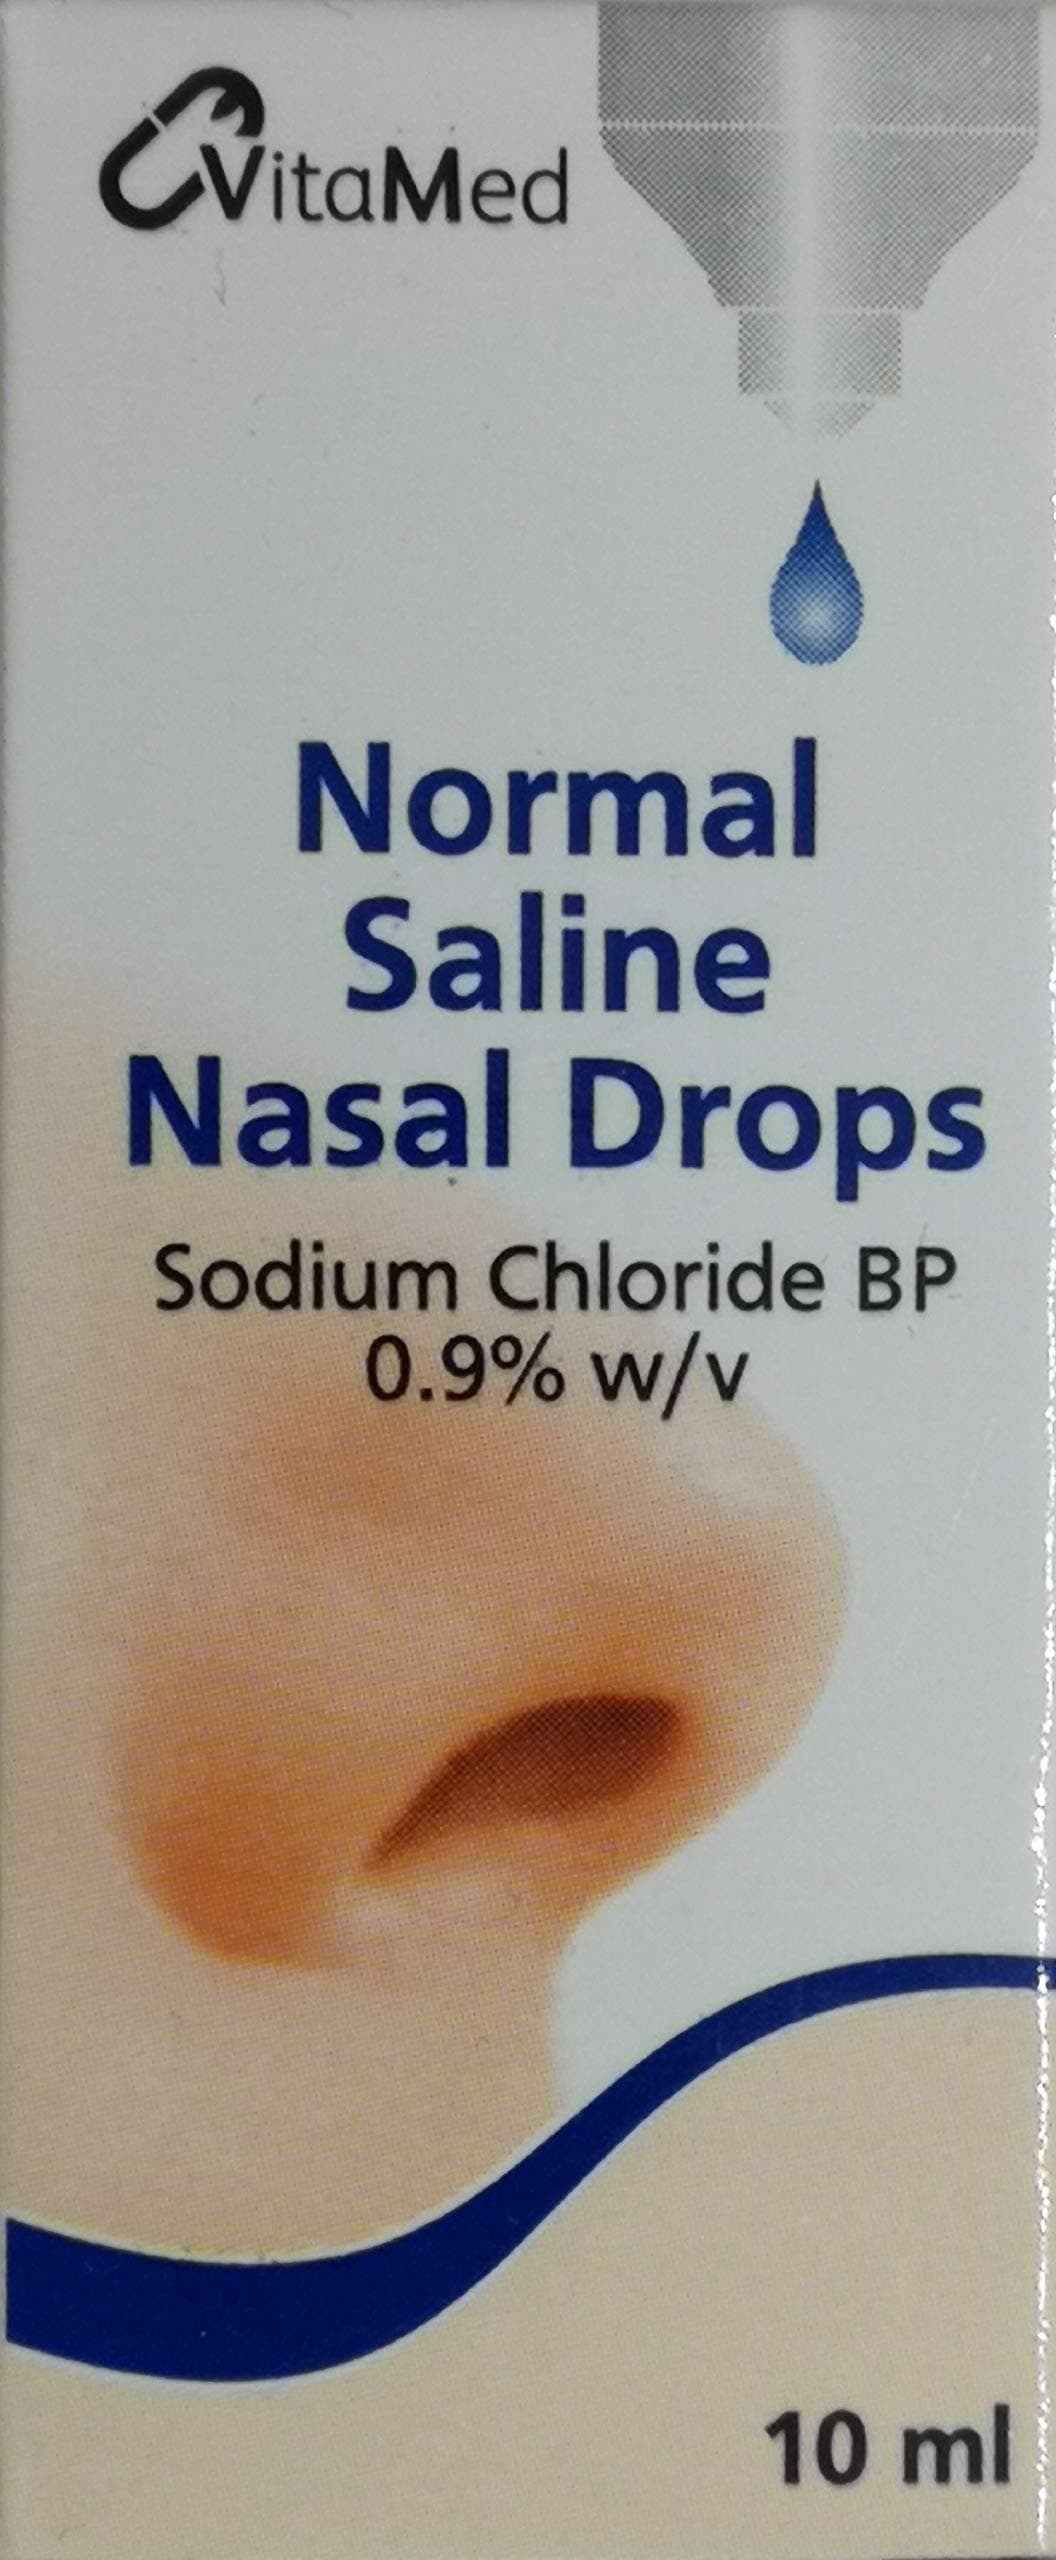 VitaMed
Normal
Saline
Nasal Drops
Sodium Chloride BP
0.9% w/v
10 ml